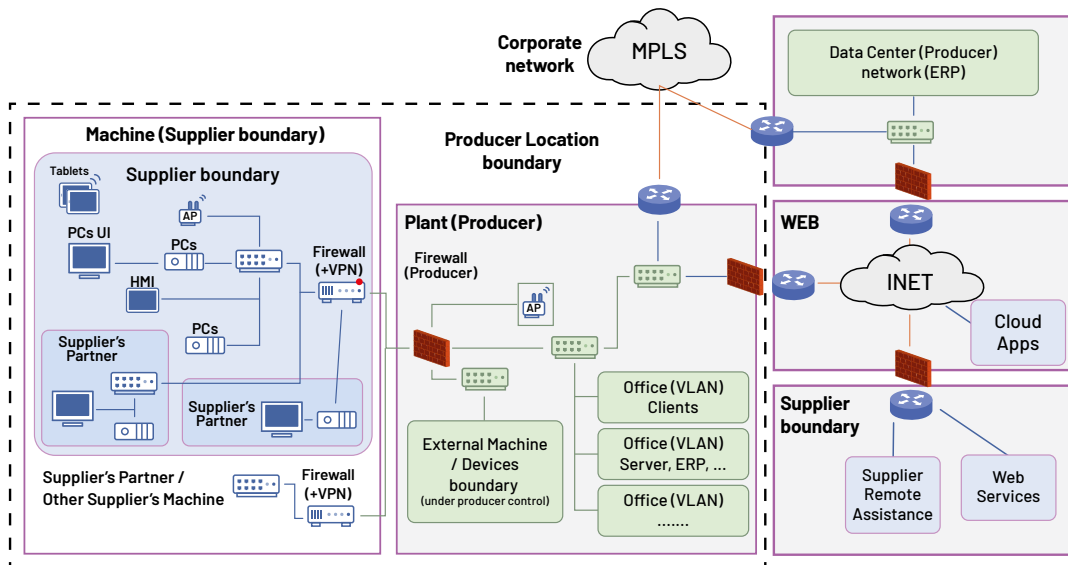 Corporate
network
MPLS
Data Center (Producer)
network (ERP)
Machine (Supplier boundary)
Producer Location
boundary
Tablets
Supplier boundary
AP
PCs UI
PCs
Firewall
(+VPN)
HMI
PCs
Supplier's
Partner
Supplier's
Partner
Supplier's Partner /
Other Supplier's Machine
Firewall
(+VPN)
Plant (Producer)
Firewall
(Producer)
AP
External Machine
/ Devices
boundary
(under producer control)
Office (VLAN)
Clients
Office (VLAN)
Server, ERP, ...
Office (VLAN)
.......
WEB
INET
Cloud
Apps
Supplier
boundary
Supplier
Remote
Assistance
Web
Services